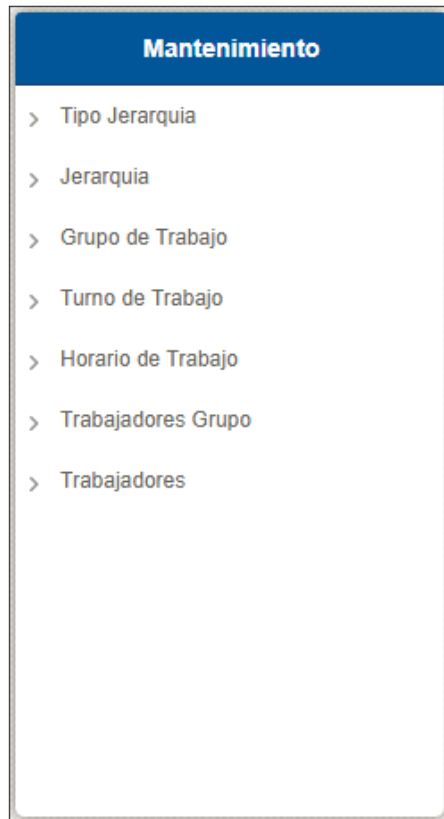 Mantenimiento
Tipo Jerarquia
Jerarquia
Grupo de Trabajo
Turno de Trabajo
Horario de Trabajo
Trabajadores Grupo
Trabajadores